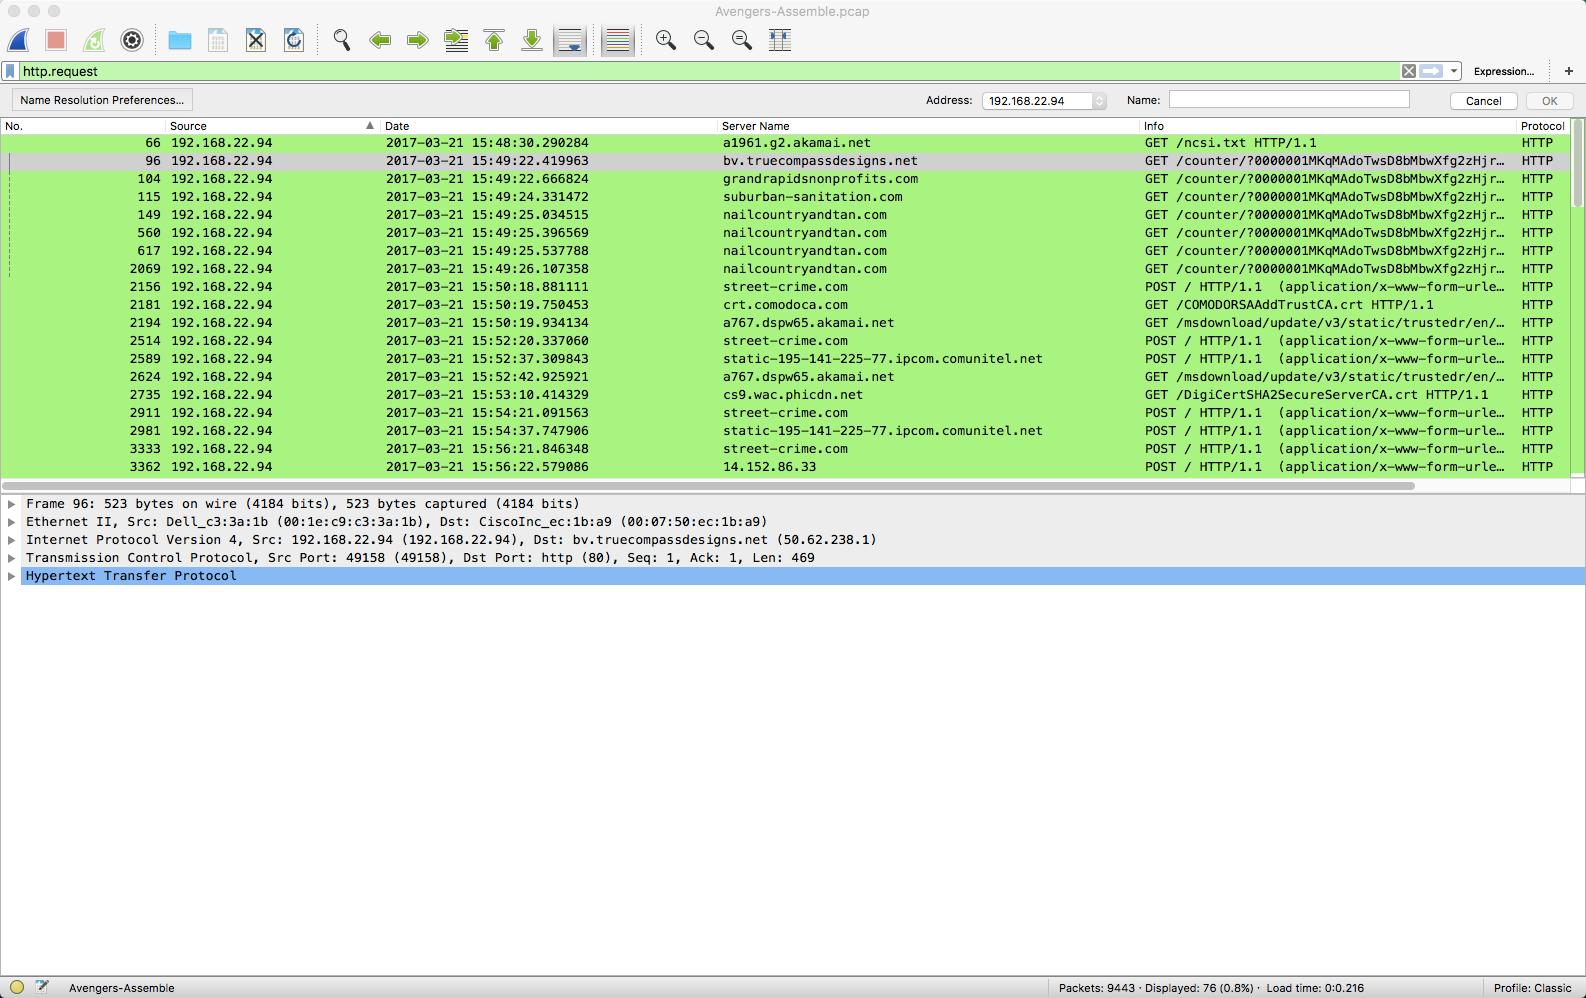 Avengers-Assemble.pcap
http.request
Expression...
+
Name Resolution Preferences...
Address:
192.168.22.94
Name:
Cancel
OK
No. Source Date Server Name Info Protocol
66 192.168.22.94 2017-03-21 15:48:30.290284 a1961.g2.akamai.net GET /ncsi.txt HTTP/1.1 HTTP
96 192.168.22.94 2017-03-21 15:49:22.419963 bv.truecompassdesigns.net GET /counter/?0000001MKqMAdoTwsD8bMbwXfg2zHjr… HTTP
104 192.168.22.94 2017-03-21 15:49:22.666824 grandrapidsnonprofits.com GET /counter/?0000001MKqMAdoTwsD8bMbwXfg2zHjr… HTTP
115 192.168.22.94 2017-03-21 15:49:24.331472 suburban-sanitation.com GET /counter/?0000001MKqMAdoTwsD8bMbwXfg2zHjr… HTTP
149 192.168.22.94 2017-03-21 15:49:25.034515 nailcountryandtan.com GET /counter/?0000001MKqMAdoTwsD8bMbwXfg2zHjr… HTTP
560 192.168.22.94 2017-03-21 15:49:25.396569 nailcountryandtan.com GET /counter/?0000001MKqMAdoTwsD8bMbwXfg2zHjr… HTTP
617 192.168.22.94 2017-03-21 15:49:25.537788 nailcountryandtan.com GET /counter/?0000001MKqMAdoTwsD8bMbwXfg2zHjr… HTTP
2069 192.168.22.94 2017-03-21 15:49:26.107358 nailcountryandtan.com GET /counter/?0000001MKqMAdoTwsD8bMbwXfg2zHjr… HTTP
2156 192.168.22.94 2017-03-21 15:50:18.881111 street-crime.com POST / HTTP/1.1 (application/x-www-form-urle… HTTP
2181 192.168.22.94 2017-03-21 15:50:19.750453 crt.comodoca.com GET /COMODORSAAddTrustCA.crt HTTP/1.1 HTTP
2194 192.168.22.94 2017-03-21 15:50:19.934134 a767.dspw65.akamai.net GET /msdownload/update/v3/static/trustedr/en/… HTTP
2514 192.168.22.94 2017-03-21 15:52:20.337060 street-crime.com POST / HTTP/1.1 (application/x-www-form-urle… HTTP
2589 192.168.22.94 2017-03-21 15:52:37.309843 static-195-141-225-77.ipcom.comunitel.net POST / HTTP/1.1 (application/x-www-form-urle… HTTP
2624 192.168.22.94 2017-03-21 15:52:42.925921 a767.dspw65.akamai.net GET /msdownload/update/v3/static/trustedr/en/… HTTP
2735 192.168.22.94 2017-03-21 15:53:10.414329 cs9.wac.phicdn.net GET /DigiCertSHA2SecureServerCA.crt HTTP/1.1 HTTP
2911 192.168.22.94 2017-03-21 15:54:21.091563 street-crime.com POST / HTTP/1.1 (application/x-www-form-urle… HTTP
2981 192.168.22.94 2017-03-21 15:54:37.747906 static-195-141-225-77.ipcom.comunitel.net POST / HTTP/1.1 (application/x-www-form-urle… HTTP
3333 192.168.22.94 2017-03-21 15:56:21.846348 street-crime.com POST / HTTP/1.1 (application/x-www-form-urle… HTTP
3362 192.168.22.94 2017-03-21 15:56:22.579086 14.152.86.33 POST / HTTP/1.1 (application/x-www-form-urle… HTTP
Frame 96: 523 bytes on wire (4184 bits), 523 bytes captured (4184 bits)
Ethernet II, Src: Dell_c3:3a:1b (00:1e:c9:c3:3a:1b), Dst: CiscoInc_ec:1b:a9 (00:07:50:ec:1b:a9)
Internet Protocol Version 4, Src: 192.168.22.94 (192.168.22.94), Dst: bv.truecompassdesigns.net (50.62.238.1)
Transmission Control Protocol, Src Port: 49158 (49158), Dst Port: http (80), Seq: 1, Ack: 1, Len: 469
Hypertext Transfer Protocol
Avengers-Assemble
Packets: 9443 · Displayed: 76 (0.8%) · Load time: 0:0.216
Profile: Classic